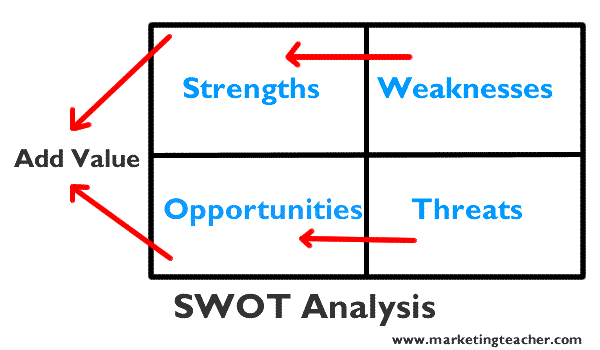 Strengths
Weaknesses
Add Value
Opportunities
Threats
SWOT Analysis
www.marketingteacher.com